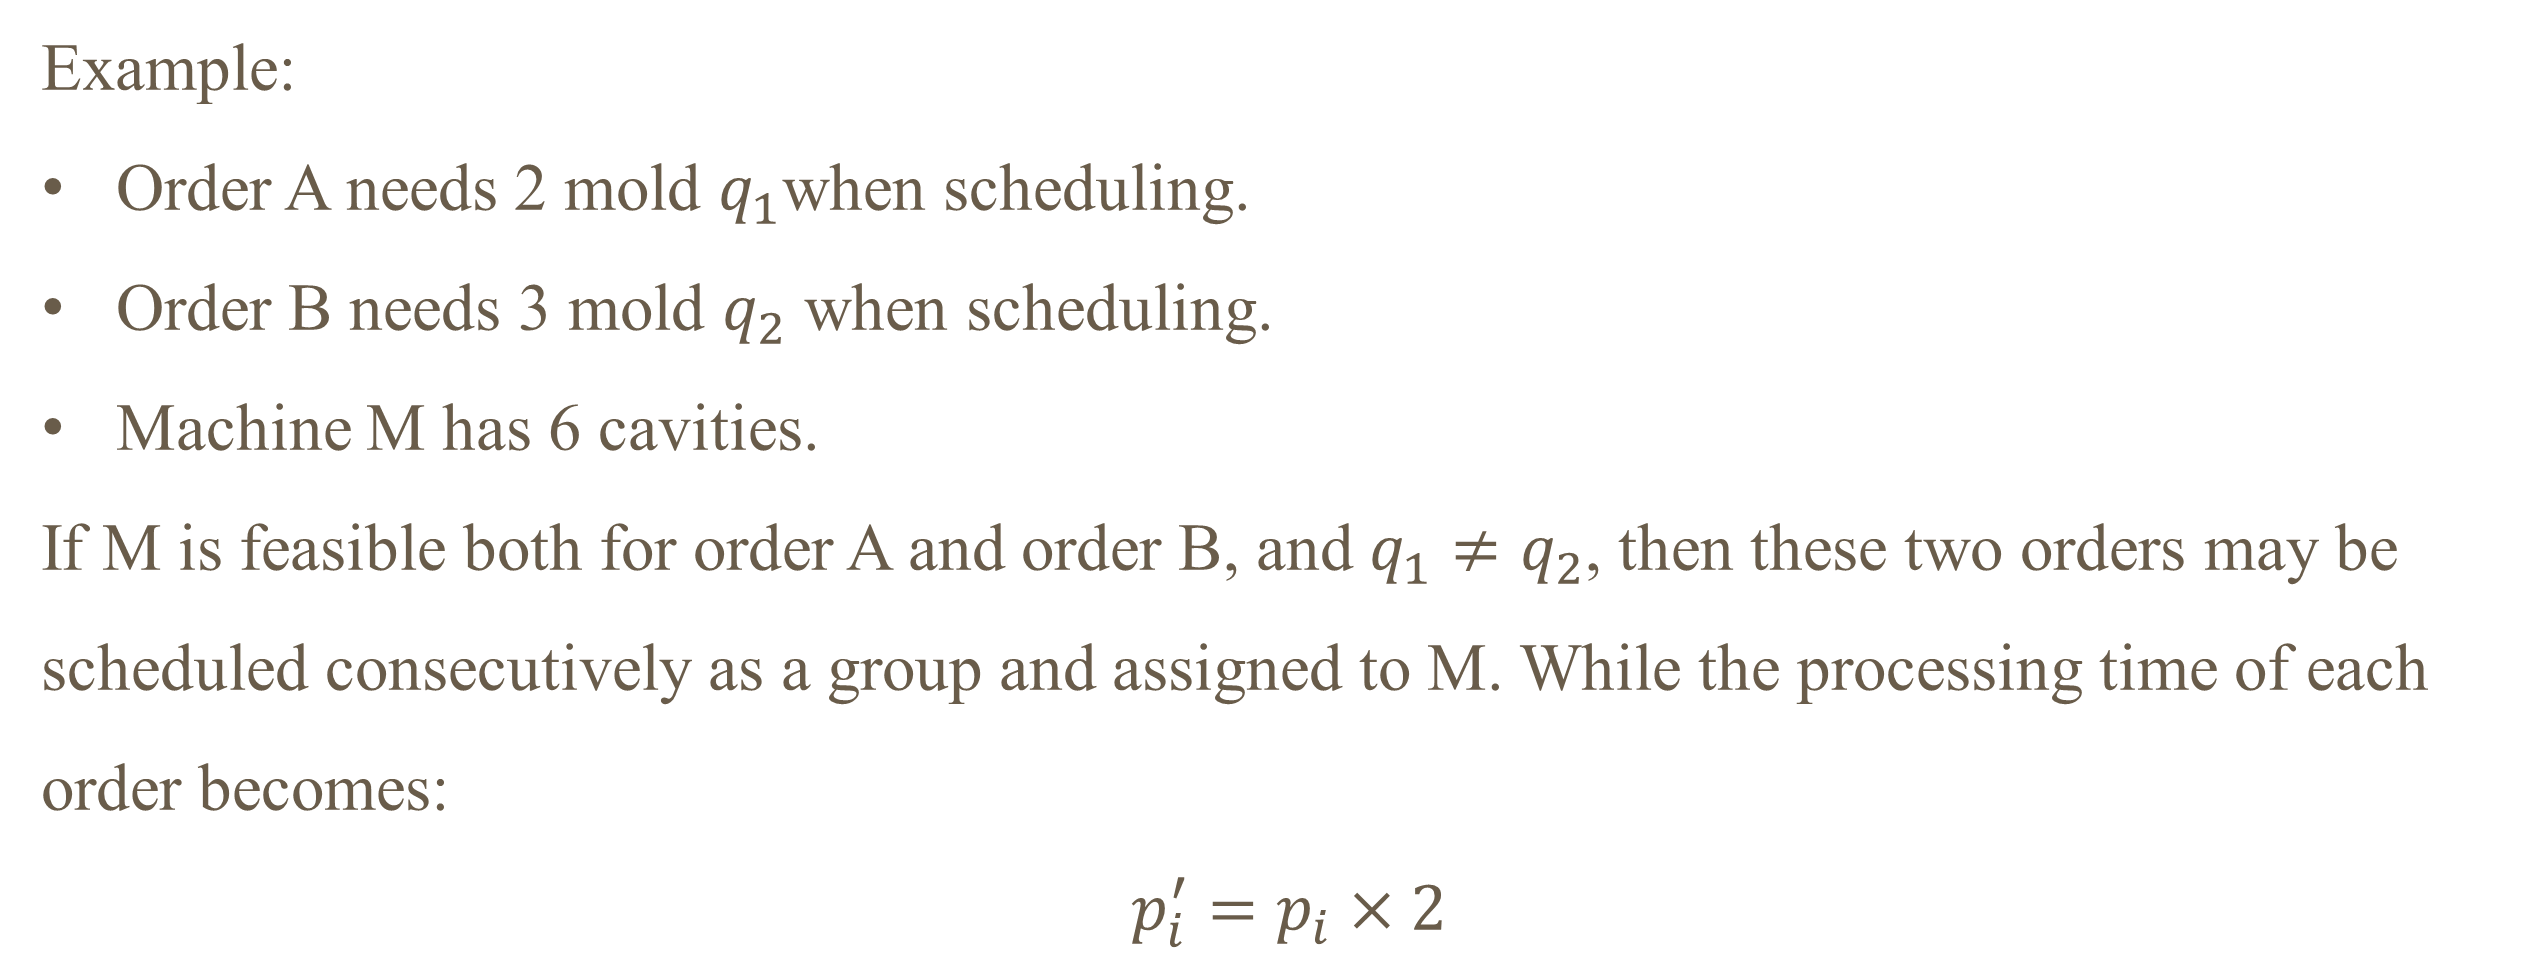 Example:
• Order A needs 2 mold q₁when scheduling.
• Order B needs 3 mold q₂ when scheduling.
• Machine M has 6 cavities.
If M is feasible both for order A and order B, and q₁ ≠ q₂, then these two orders may be
scheduled consecutively as a group and assigned to M. While the processing time of each
order becomes:
p′ᵢ = pᵢ × 2